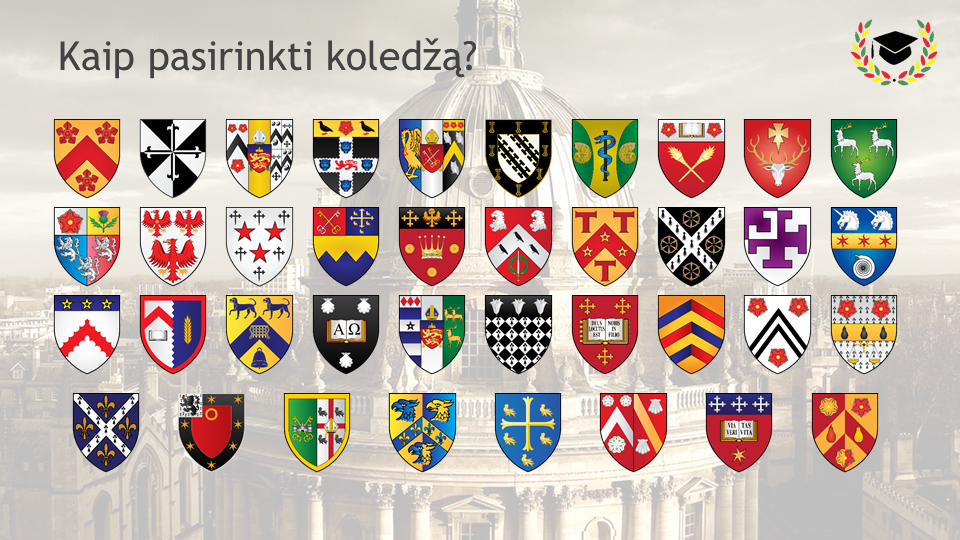 Kaip pasirinkti koledžą?
Α Ω
DEUS NOBIS
LOCUTUS IN
EST FILIO
VIA TAS
VERI VITA